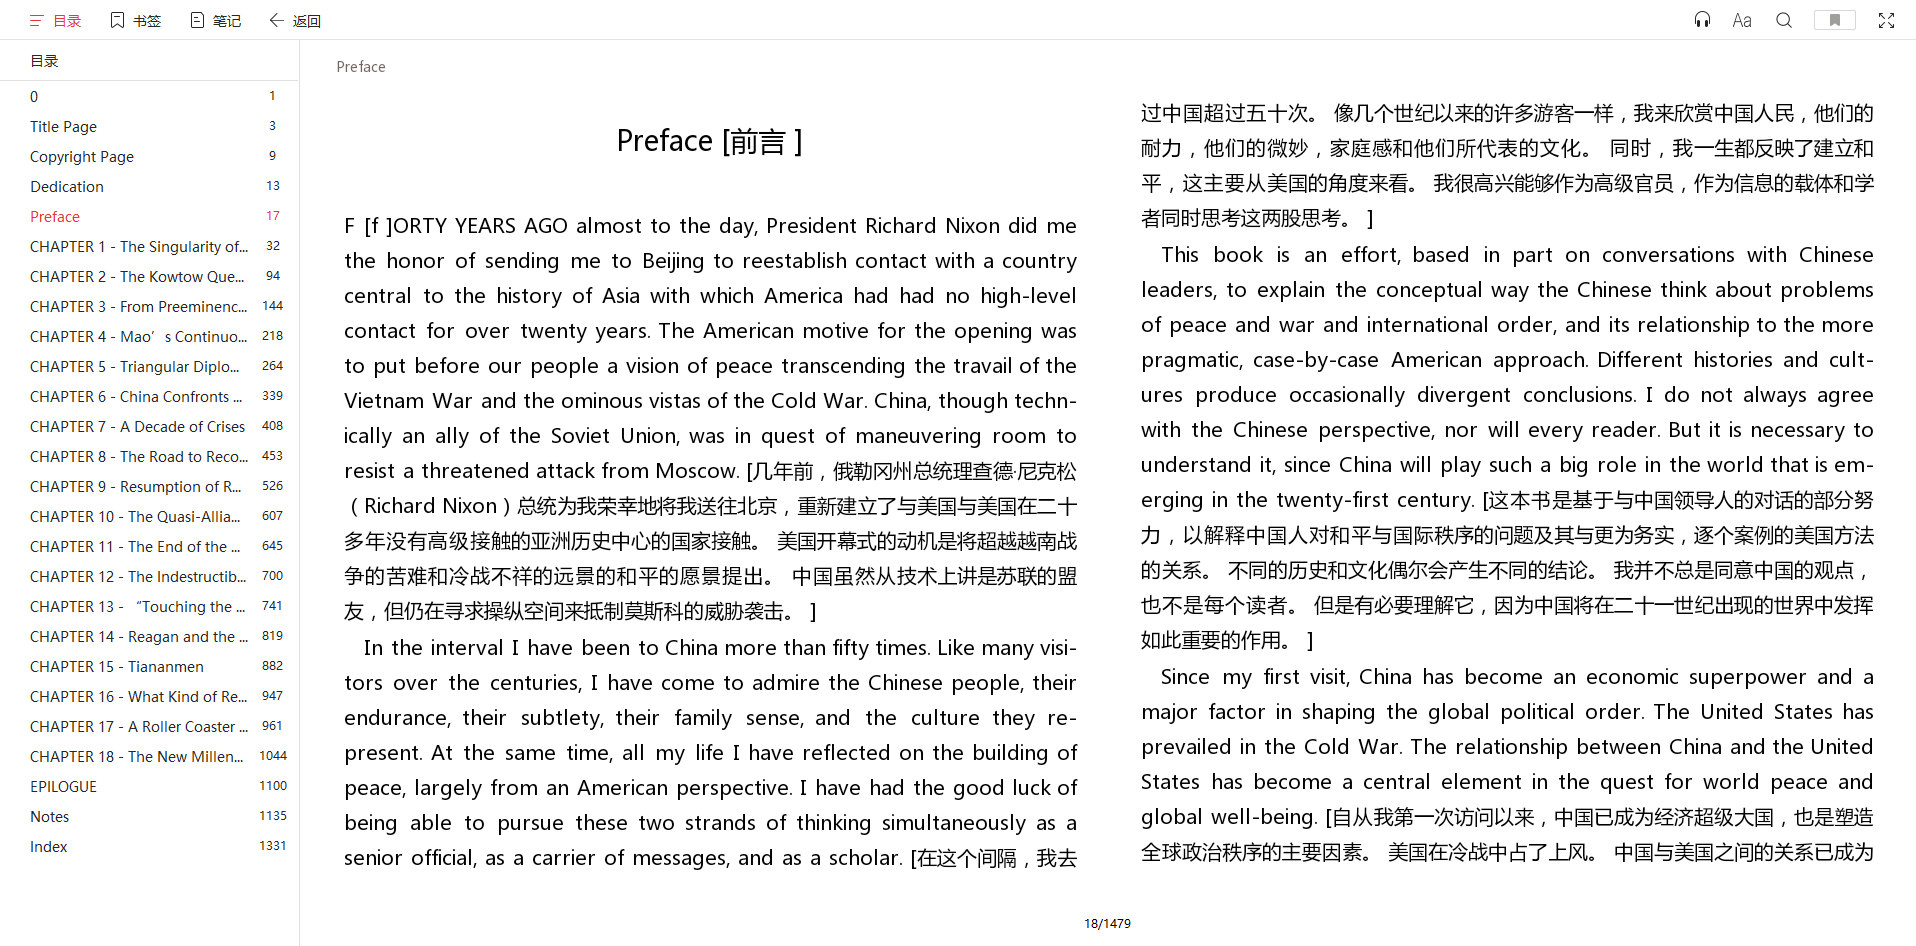 目录 书签 笔记 返回 Aa
目录
0 1
Title Page 3
Copyright Page 9
Dedication 13
Preface 17
CHAPTER 1 - The Singularity of... 32
CHAPTER 2 - The Kowtow Que... 94
CHAPTER 3 - From Preeminenc... 144
CHAPTER 4 - Mao’s Continuo... 218
CHAPTER 5 - Triangular Diplo... 264
CHAPTER 6 - China Confronts ... 339
CHAPTER 7 - A Decade of Crises 408
CHAPTER 8 - The Road to Reco... 453
CHAPTER 9 - Resumption of R... 526
CHAPTER 10 - The Quasi-Allia... 607
CHAPTER 11 - The End of the ... 645
CHAPTER 12 - The Indestructib... 700
CHAPTER 13 - “Touching the ... 741
CHAPTER 14 - Reagan and the ... 819
CHAPTER 15 - Tiananmen 882
CHAPTER 16 - What Kind of Re... 947
CHAPTER 17 - A Roller Coaster ... 961
CHAPTER 18 - The New Millen... 1044
EPILOGUE 1100
Notes 1135
Index 1331
Preface
Preface [前言 ]
F [f ]ORTY YEARS AGO almost to the day, President Richard Nixon did me
the honor of sending me to Beijing to reestablish contact with a country
central to the history of Asia with which America had had no high-level
contact for over twenty years. The American motive for the opening was
to put before our people a vision of peace transcending the travail of the
Vietnam War and the ominous vistas of the Cold War. China, though techn-
ically an ally of the Soviet Union, was in quest of maneuvering room to
resist a threatened attack from Moscow. [几年前，俄勒冈州总统理查德·尼克松
（Richard Nixon）总统为我荣幸地将我送往北京，重新建立了与美国与美国在二十
多年没有高级接触的亚洲历史中心的国家接触。 美国开幕式的动机是将超越越南战
争的苦难和冷战不祥的远景的和平的愿景提出。 中国虽然从技术上讲是苏联的盟
友，但仍在寻求操纵空间来抵制莫斯科的威胁袭击。 ]
In the interval I have been to China more than fifty times. Like many visi-
tors over the centuries, I have come to admire the Chinese people, their
endurance, their subtlety, their family sense, and the culture they re-
present. At the same time, all my life I have reflected on the building of
peace, largely from an American perspective. I have had the good luck of
being able to pursue these two strands of thinking simultaneously as a
senior official, as a carrier of messages, and as a scholar. [在这个间隔，我去
过中国超过五十次。 像几个世纪以来的许多游客一样，我来欣赏中国人民，他们的
耐力，他们的微妙，家庭感和他们所代表的文化。 同时，我一生都反映了建立和
平，这主要从美国的角度来看。 我很高兴能够作为高级官员，作为信息的载体和学
者同时思考这两股思考。 ]
This book is an effort, based in part on conversations with Chinese
leaders, to explain the conceptual way the Chinese think about problems
of peace and war and international order, and its relationship to the more
pragmatic, case-by-case American approach. Different histories and cult-
ures produce occasionally divergent conclusions. I do not always agree
with the Chinese perspective, nor will every reader. But it is necessary to
understand it, since China will play such a big role in the world that is em-
erging in the twenty-first century. [这本书是基于与中国领导人的对话的部分努
力，以解释中国人对和平与国际秩序的问题及其与更为务实，逐个案例的美国方法
的关系。 不同的历史和文化偶尔会产生不同的结论。 我并不总是同意中国的观点，
也不是每个读者。 但是有必要理解它，因为中国将在二十一世纪出现的世界中发挥
如此重要的作用。 ]
Since my first visit, China has become an economic superpower and a
major factor in shaping the global political order. The United States has
prevailed in the Cold War. The relationship between China and the United
States has become a central element in the quest for world peace and
global well-being. [自从我第一次访问以来，中国已成为经济超级大国，也是塑造
全球政治秩序的主要因素。 美国在冷战中占了上风。 中国与美国之间的关系已成为
18/1479